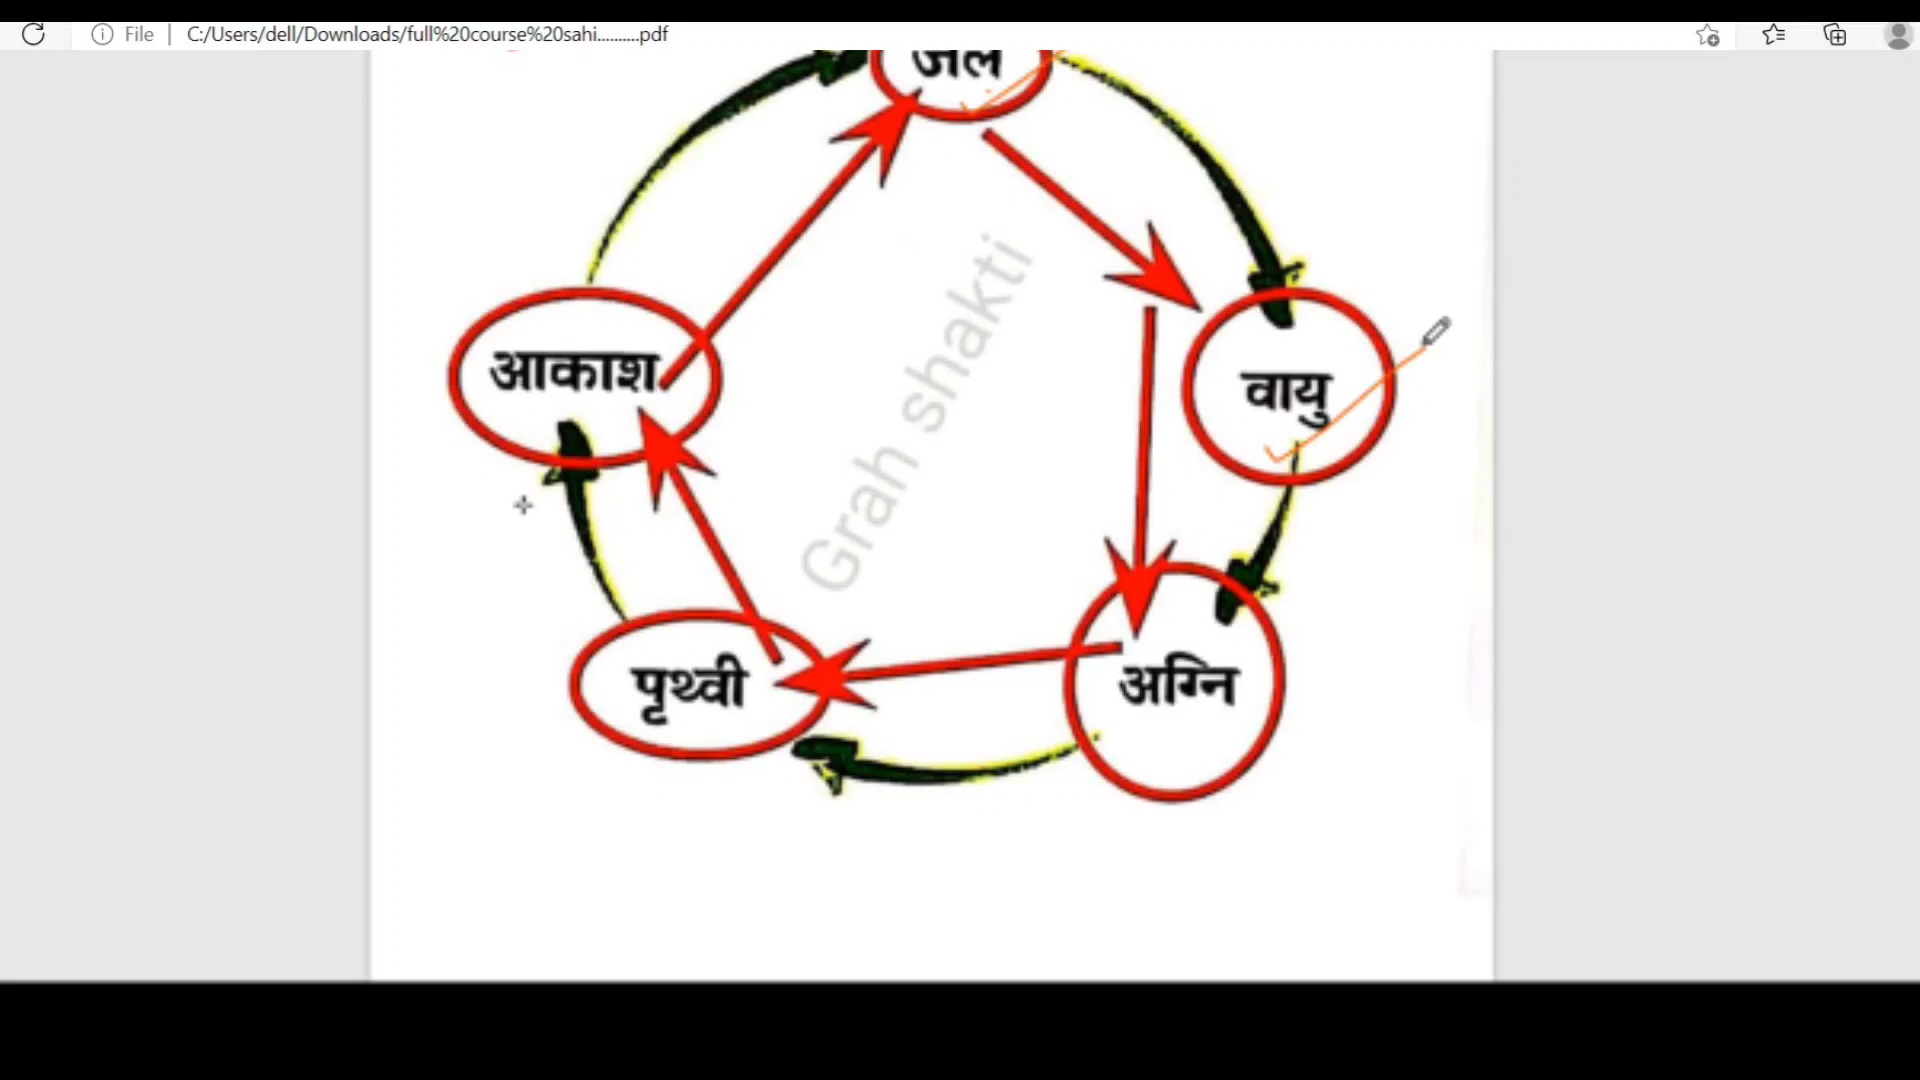 File
C:/Users/dell/Downloads/full%20course%20sahi..........pdf
जल
आकाश
वायु
Grah shakti
पृथ्वी
अग्नि